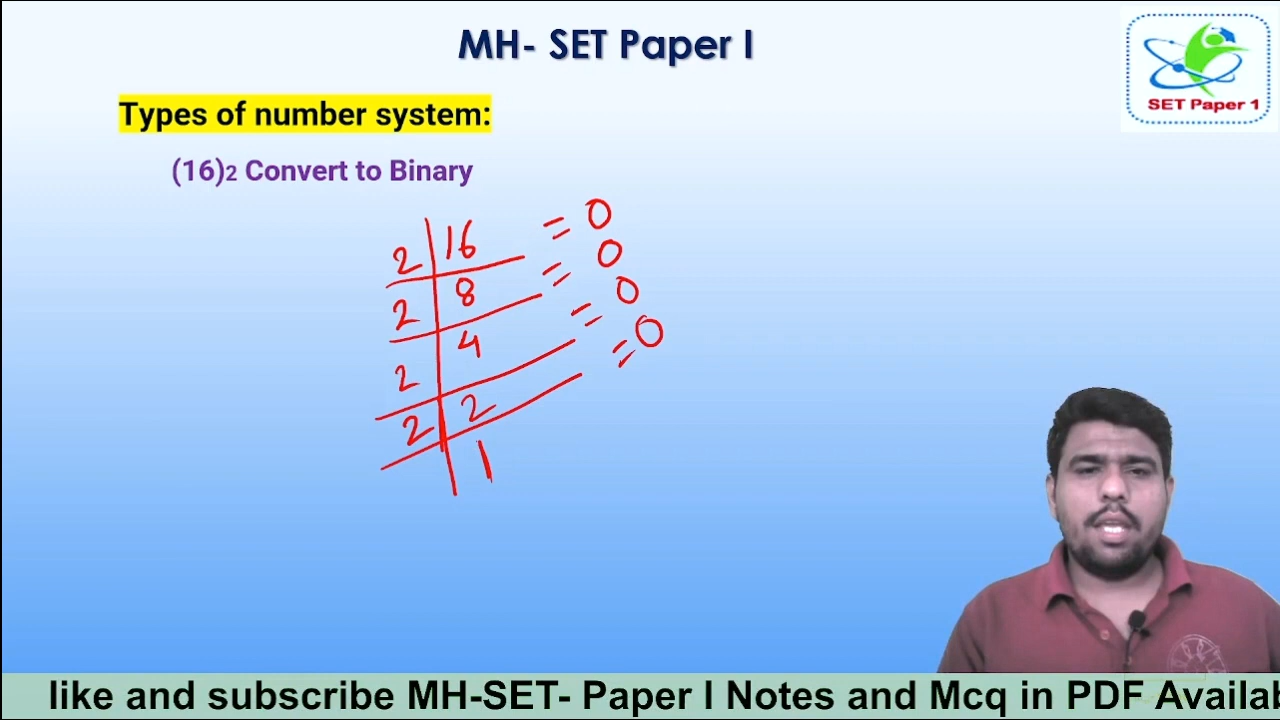 MH- SET Paper I
SET Paper 1
Types of number system:
(16)2 Convert to Binary
2 16 = 0
2 8 = 0
2 4 = 0
2 2 = 0
1
like and subscribe MH-SET- Paper I Notes and Mcq in PDF Availab